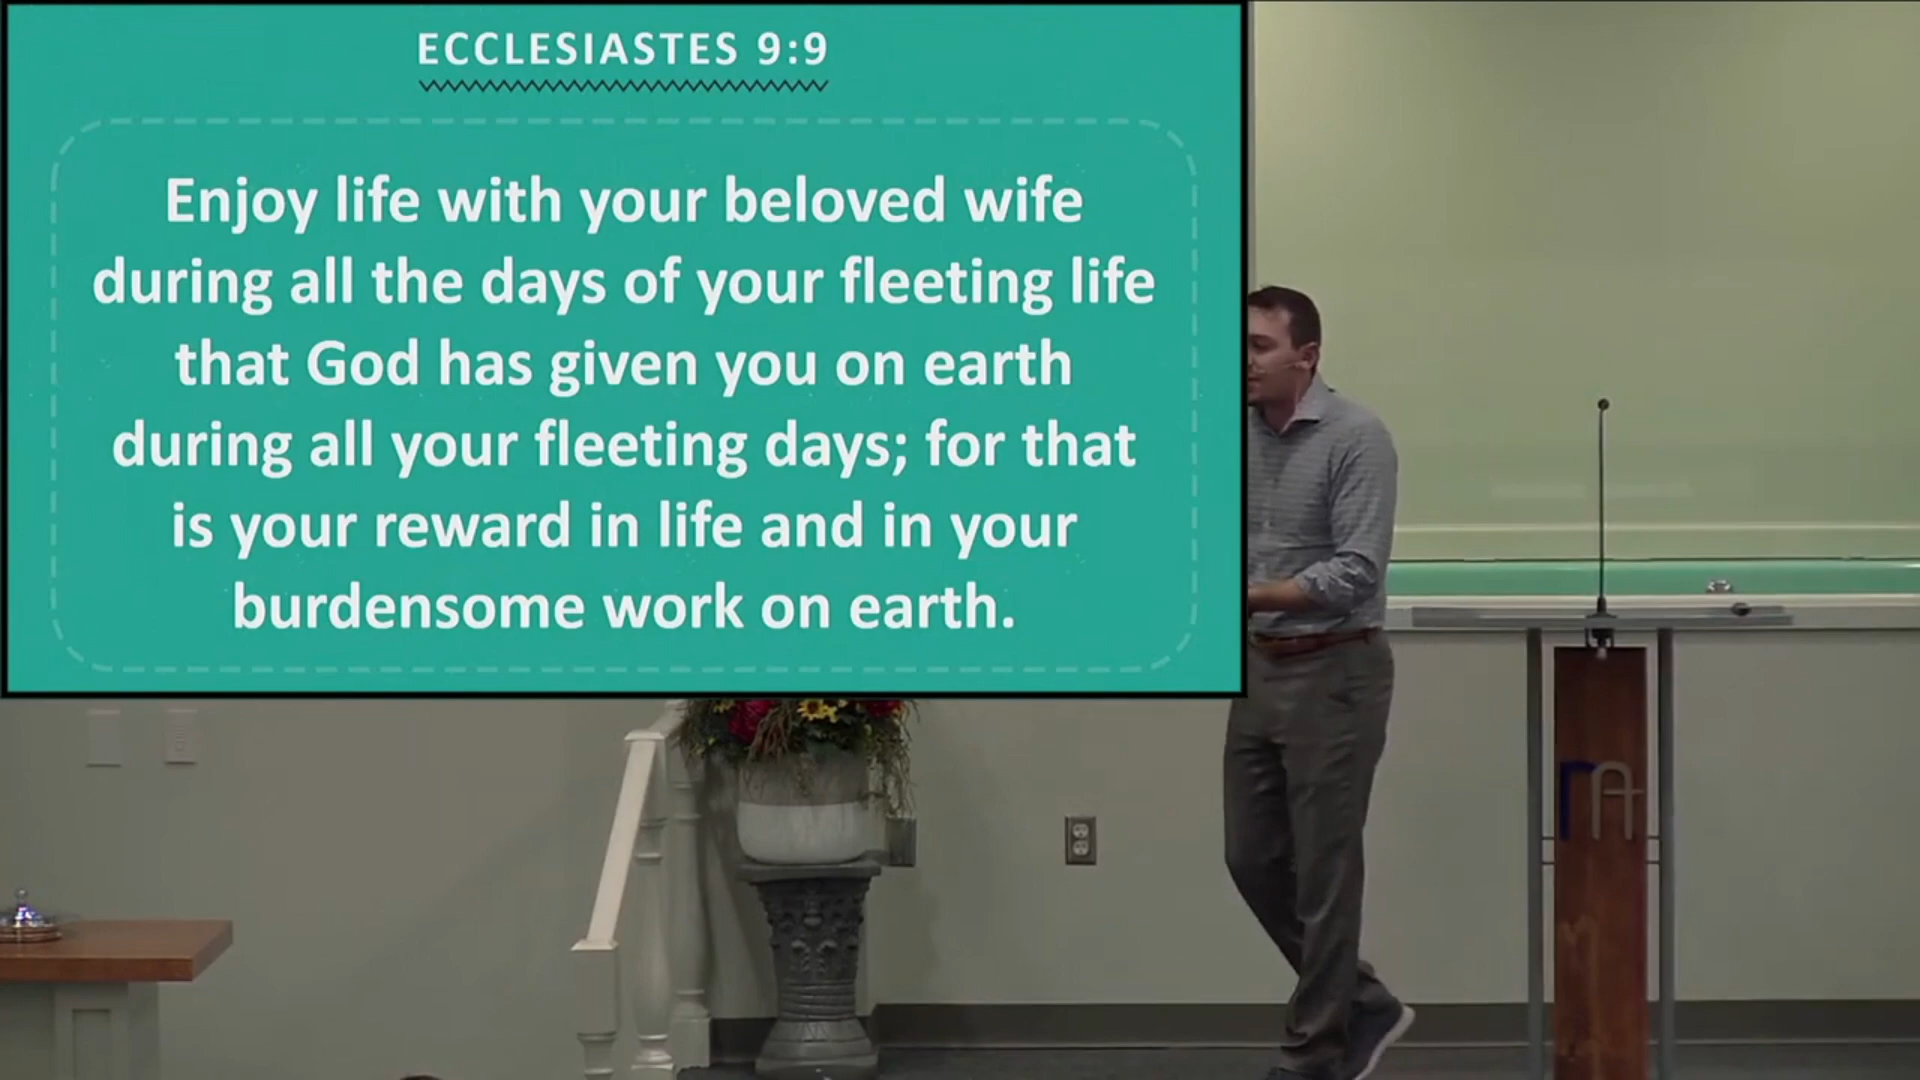 ECCLESIASTES 9:9
Enjoy life with your beloved wife
during all the days of your fleeting life
that God has given you on earth
during all your fleeting days; for that
is your reward in life and in your
burdensome work on earth.